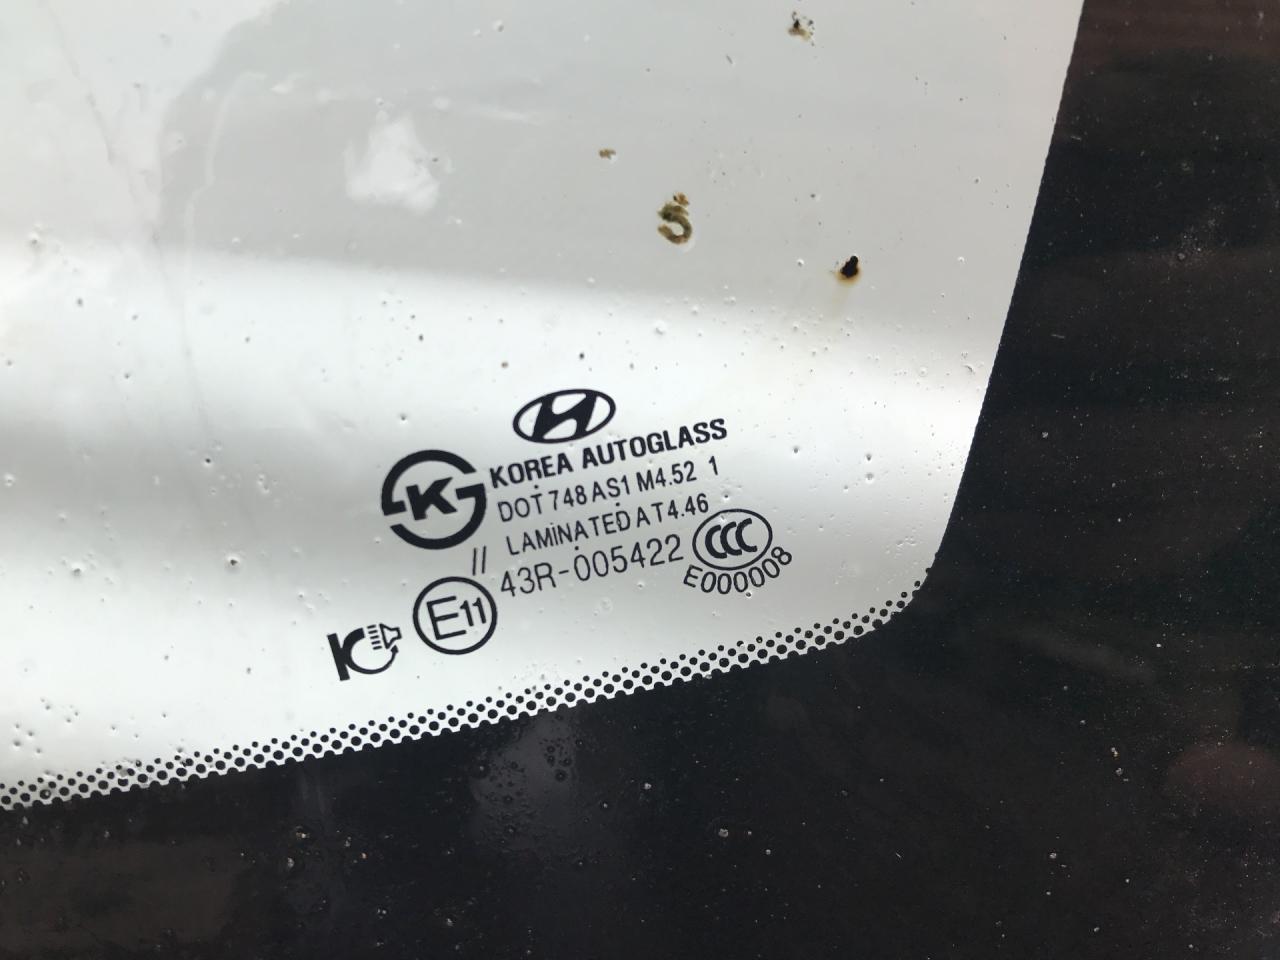 KOREA AUTOGLASS
DOT 748 AS1 M4.52 1
LAMINATED AT4.46
//
43R-005422
CCC
E000008
E11
K
K